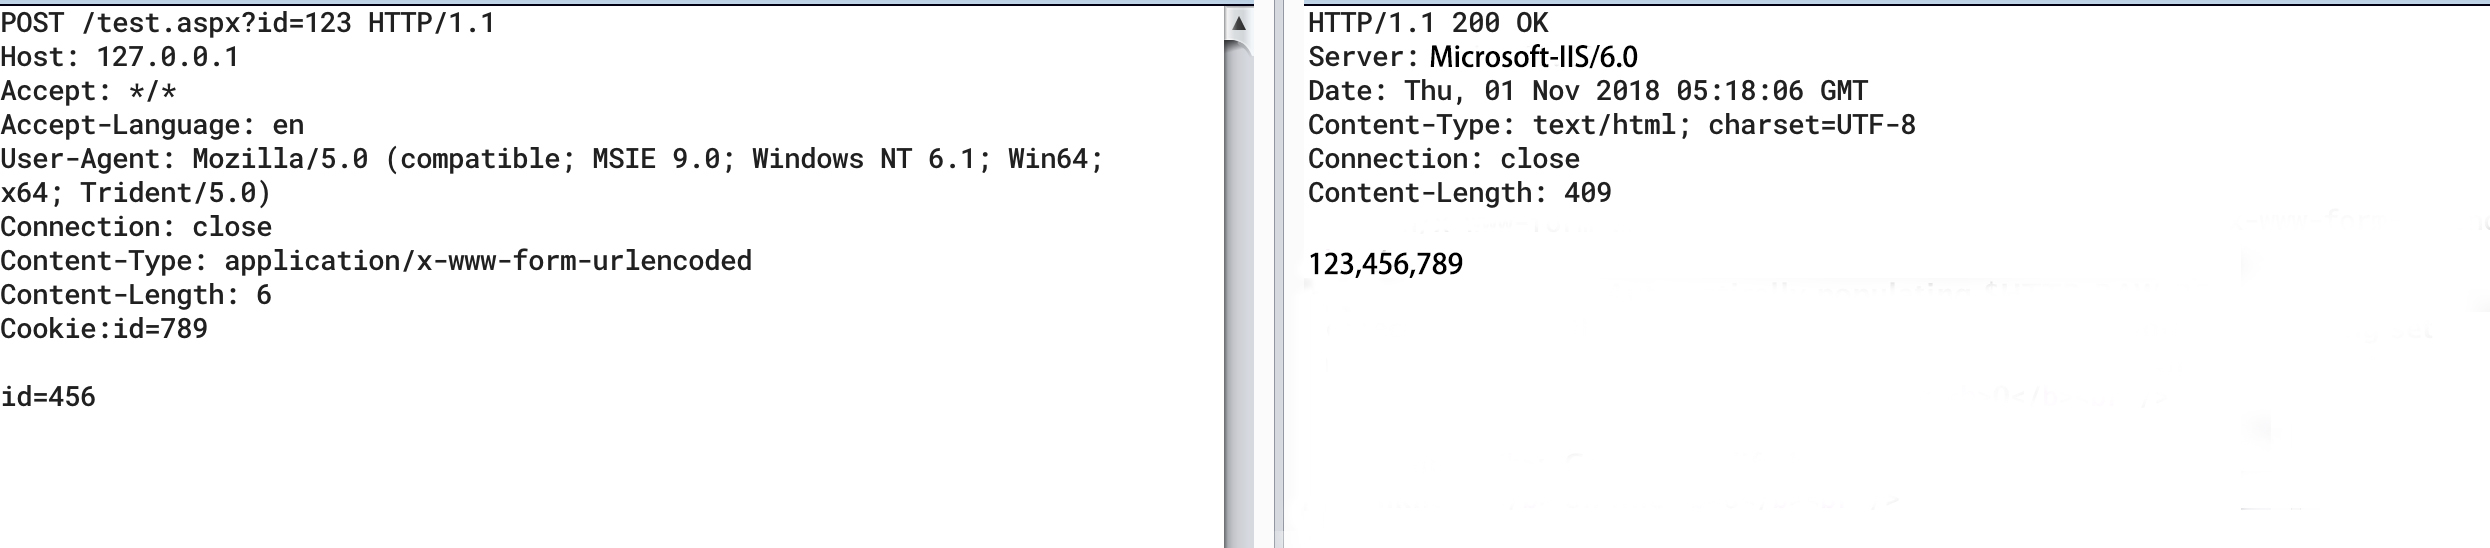 POST /test.aspx?id=123 HTTP/1.1
Host: 127.0.0.1
Accept: */*
Accept-Language: en
User-Agent: Mozilla/5.0 (compatible; MSIE 9.0; Windows NT 6.1; Win64;
x64; Trident/5.0)
Connection: close
Content-Type: application/x-www-form-urlencoded
Content-Length: 6
Cookie:id=789
id=456
HTTP/1.1 200 OK
Server: Microsoft-IIS/6.0
Date: Thu, 01 Nov 2018 05:18:06 GMT
Content-Type: text/html; charset=UTF-8
Connection: close
Content-Length: 409
123,456,789